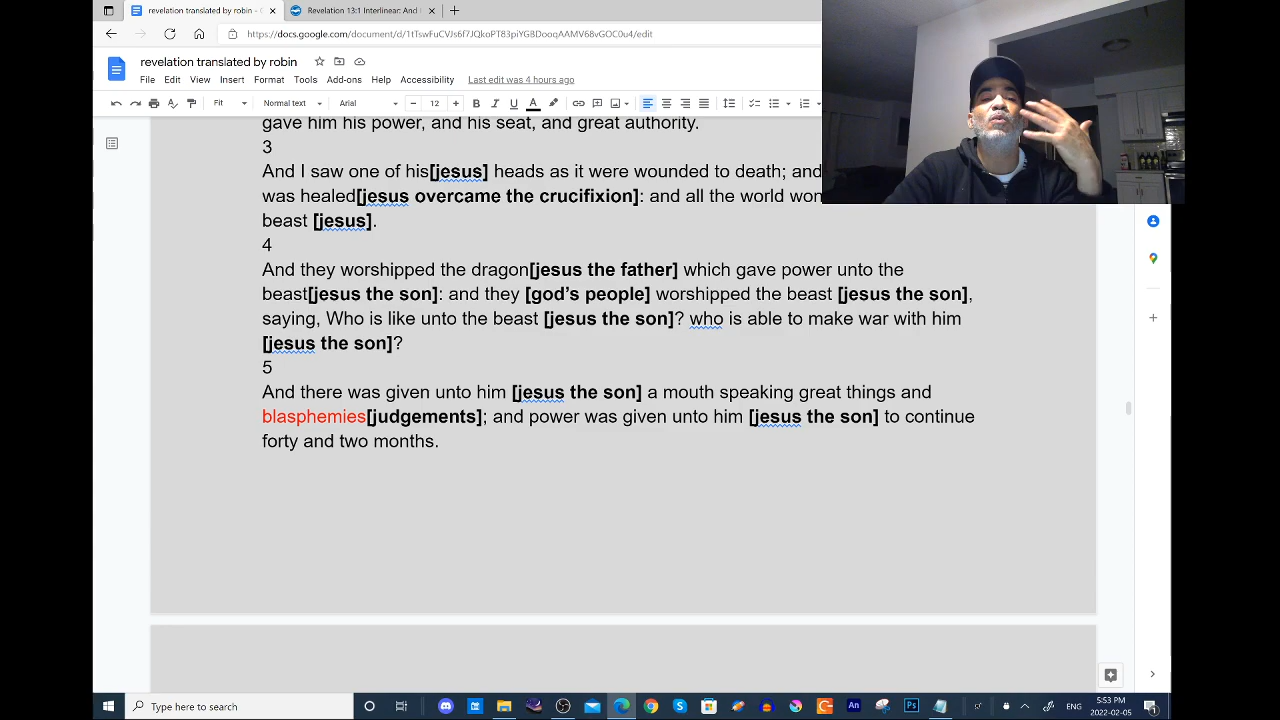 revelation translated by robin -
Revelation 13:1 Interlinear: And I
https://docs.google.com/document/d/1tTswFuCVJs6f7JQkoPT83piYGBDooqAAMV68vGOC0u4/edit
revelation translated by robin
File Edit View Insert Format Tools Add-ons Help Accessibility Last edit was 4 hours ago
Fit Normal text Arial 12 B I U A
gave him his power, and his seat, and great authority.
3
And I saw one of his[jesus] heads as it were wounded to death; and
was healed[jesus overcame the crucifixion]: and all the world won
beast [jesus].
4
And they worshipped the dragon[jesus the father] which gave power unto the
beast[jesus the son]: and they [god's people] worshipped the beast [jesus the son],
saying, Who is like unto the beast [jesus the son]? who is able to make war with him
[jesus the son]?
5
And there was given unto him [jesus the son] a mouth speaking great things and
blasphemies[judgements]; and power was given unto him [jesus the son] to continue
forty and two months.
Type here to search
An
Ps
ENG
5:53 PM
2022-02-05